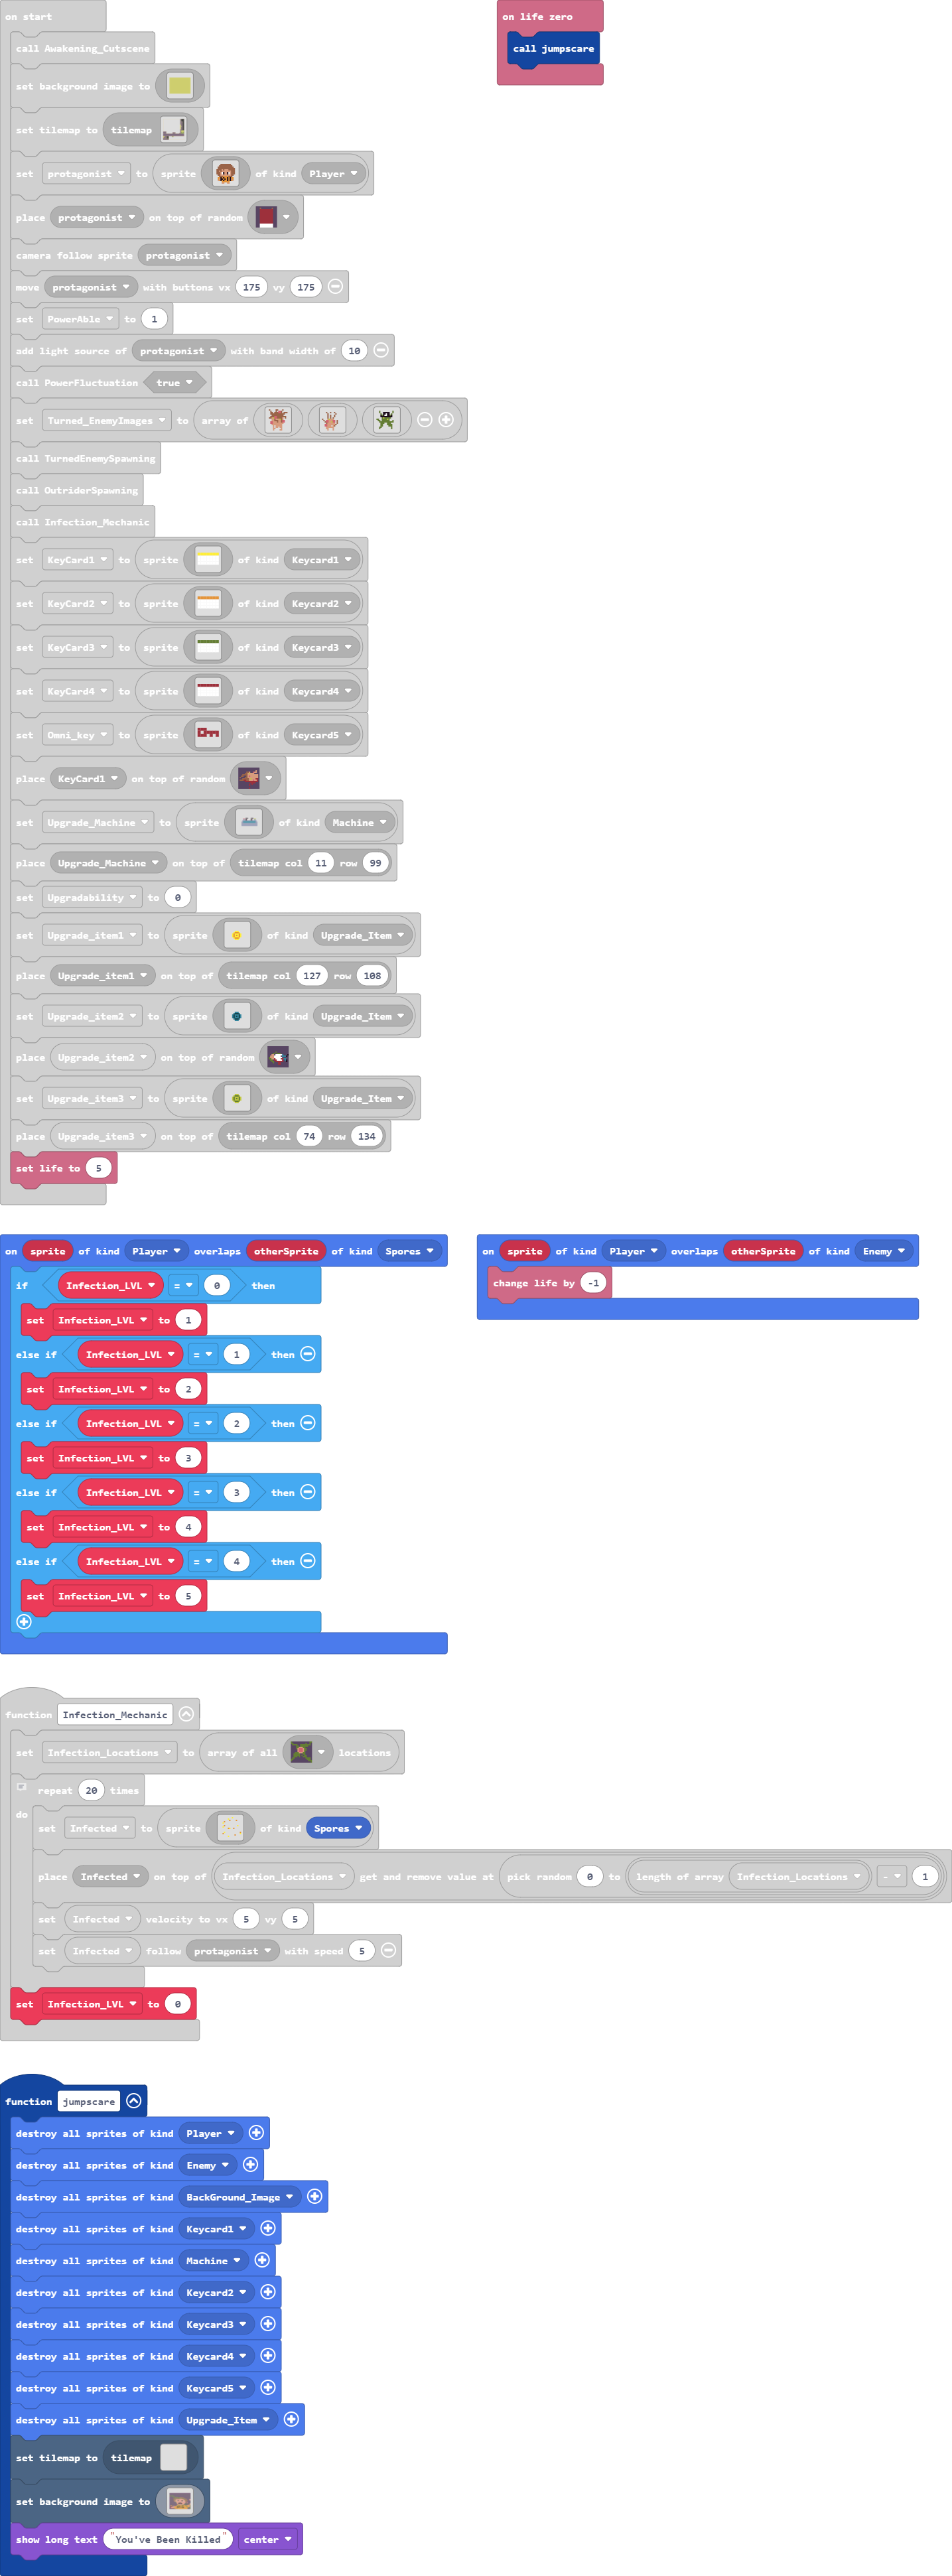 on start
call Awakening_Cutscene
set background image to
set tilemap to tilemap
set protagonist to sprite of kind Player
place protagonist on top of random
camera follow sprite protagonist
move protagonist with buttons vx 175 vy 175
set PowerAble to 1
add light source of protagonist with band width of 10
call PowerFluctuation true
set Turned_EnemyImages to array of
call TurnedEnemySpawning
call OutriderSpawning
call Infection_Mechanic
set KeyCard1 to sprite of kind Keycard1
set KeyCard2 to sprite of kind Keycard2
set KeyCard3 to sprite of kind Keycard3
set KeyCard4 to sprite of kind Keycard4
set Omni_key to sprite of kind Keycard5
place KeyCard1 on top of random
set Upgrade_Machine to sprite of kind Machine
place Upgrade_Machine on top of tilemap col 11 row 99
set Upgradability to 0
set Upgrade_item1 to sprite of kind Upgrade_Item
place Upgrade_item1 on top of tilemap col 127 row 108
set Upgrade_item2 to sprite of kind Upgrade_Item
place Upgrade_item2 on top of random
set Upgrade_item3 to sprite of kind Upgrade_Item
place Upgrade_item3 on top of tilemap col 74 row 134
set life to 5
on life zero
call jumpscare
on sprite of kind Player overlaps otherSprite of kind Spores
if Infection_LVL = 0 then
set Infection_LVL to 1
else if Infection_LVL = 1 then
set Infection_LVL to 2
else if Infection_LVL = 2 then
set Infection_LVL to 3
else if Infection_LVL = 3 then
set Infection_LVL to 4
else if Infection_LVL = 4 then
set Infection_LVL to 5
on sprite of kind Player overlaps otherSprite of kind Enemy
change life by -1
function Infection_Mechanic
set Infection_Locations to array of all locations
repeat 20 times
do
set Infected to sprite of kind Spores
place Infected on top of Infection_Locations get and remove value at pick random 0 to length of array Infection_Locations - 1
set Infected velocity to vx 5 vy 5
set Infected follow protagonist with speed 5
set Infection_LVL to 0
function jumpscare
destroy all sprites of kind Player
destroy all sprites of kind Enemy
destroy all sprites of kind BackGround_Image
destroy all sprites of kind Keycard1
destroy all sprites of kind Machine
destroy all sprites of kind Keycard2
destroy all sprites of kind Keycard3
destroy all sprites of kind Keycard4
destroy all sprites of kind Keycard5
destroy all sprites of kind Upgrade_Item
set tilemap to tilemap
set background image to
show long text "You've Been Killed" center